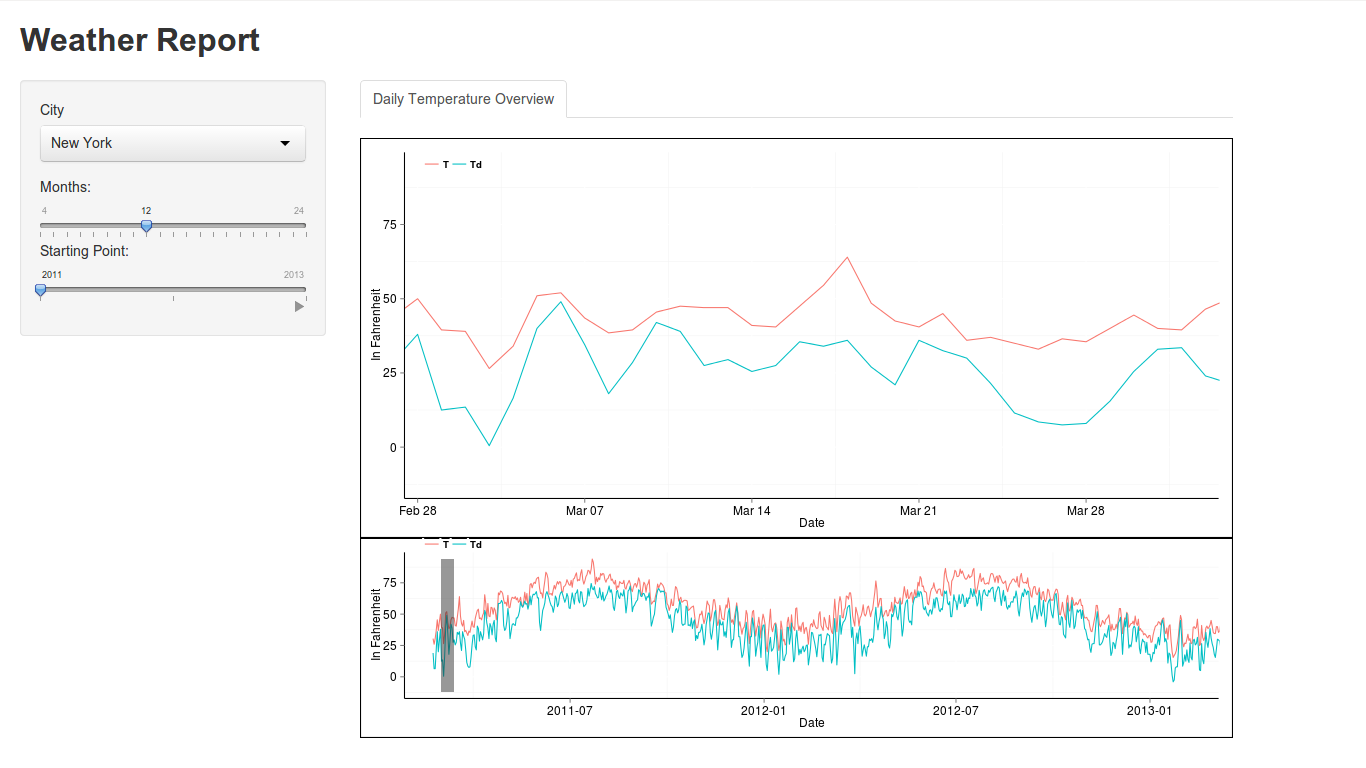 Weather Report
City
New York
Months:
4 12 24
Starting Point:
2011 2013
Daily Temperature Overview
T Td
In Fahrenheit
75
50
25
0
Feb 28 Mar 07 Mar 14 Mar 21 Mar 28
Date
T Td
In Fahrenheit
75
50
25
0
2011-07 2012-01 2012-07 2013-01
Date